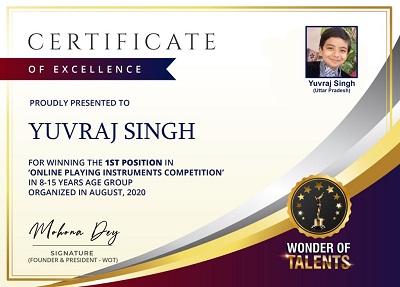 CERTIFICATE
OF EXCELLENCE
Yuvraj Singh
(Uttar Pradesh)
PROUDLY PRESENTED TO
YUVRAJ SINGH
FOR WINNING THE 1ST POSITION IN
'ONLINE PLAYING INSTRUMENTS COMPETITION'
IN 8-15 YEARS AGE GROUP
ORGANIZED IN AUGUST, 2020
Mohona Dey
SIGNATURE
(FOUNDER & PRESIDENT - WOT)
WONDER OF
TALENTS